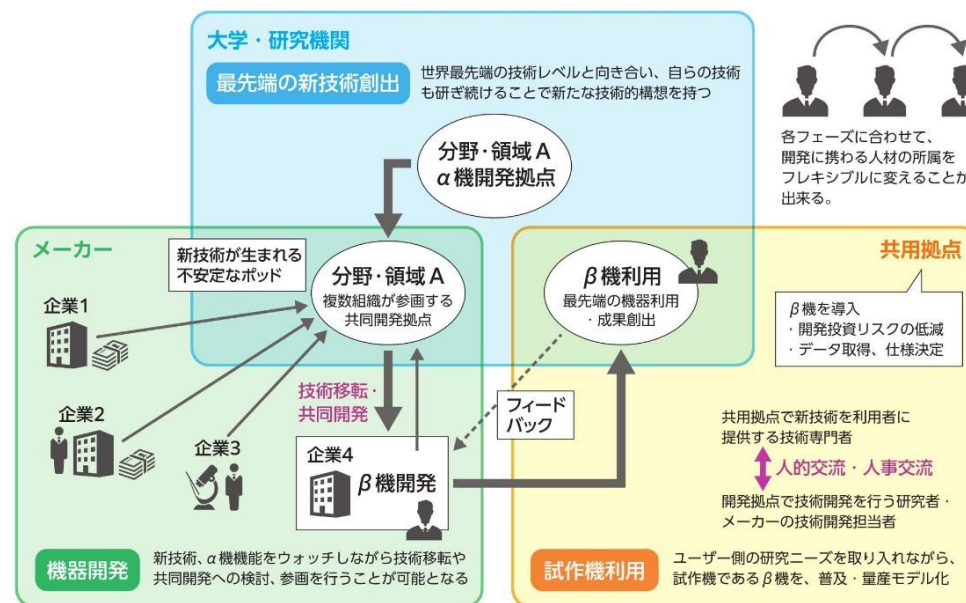 大学・研究機関
最先端の新技術創出
世界最先端の技術レベルと向き合い、自らの技術
も研ぎ続けることで新たな技術的構想を持つ
分野・領域A
α機開発拠点
各フェーズに合わせて、
開発に携わる人材の所属を
フレキシブルに変えることが
出来る。
メーカー
新技術が生まれる
不安定なポッド
分野・領域A
複数組織が参画する
共同開発拠点
β機利用
最先端の機器利用
・成果創出
共用拠点
β機を導入
・開発投資リスクの低減
・データ取得、仕様決定
企業1
企業2
企業3
技術移転・
共同開発
フィード
バック
企業4
β機開発
共用拠点で新技術を利用者に
提供する技術専門者
人的交流・人事交流
開発拠点で技術開発を行う研究者・
メーカーの技術開発担当者
機器開発
新技術、α機機能をウォッチしながら技術移転や
共同開発への検討、参画を行うことが可能となる
試作機利用
ユーザー側の研究ニーズを取り入れながら、
試作機であるβ機を、普及・量産モデル化